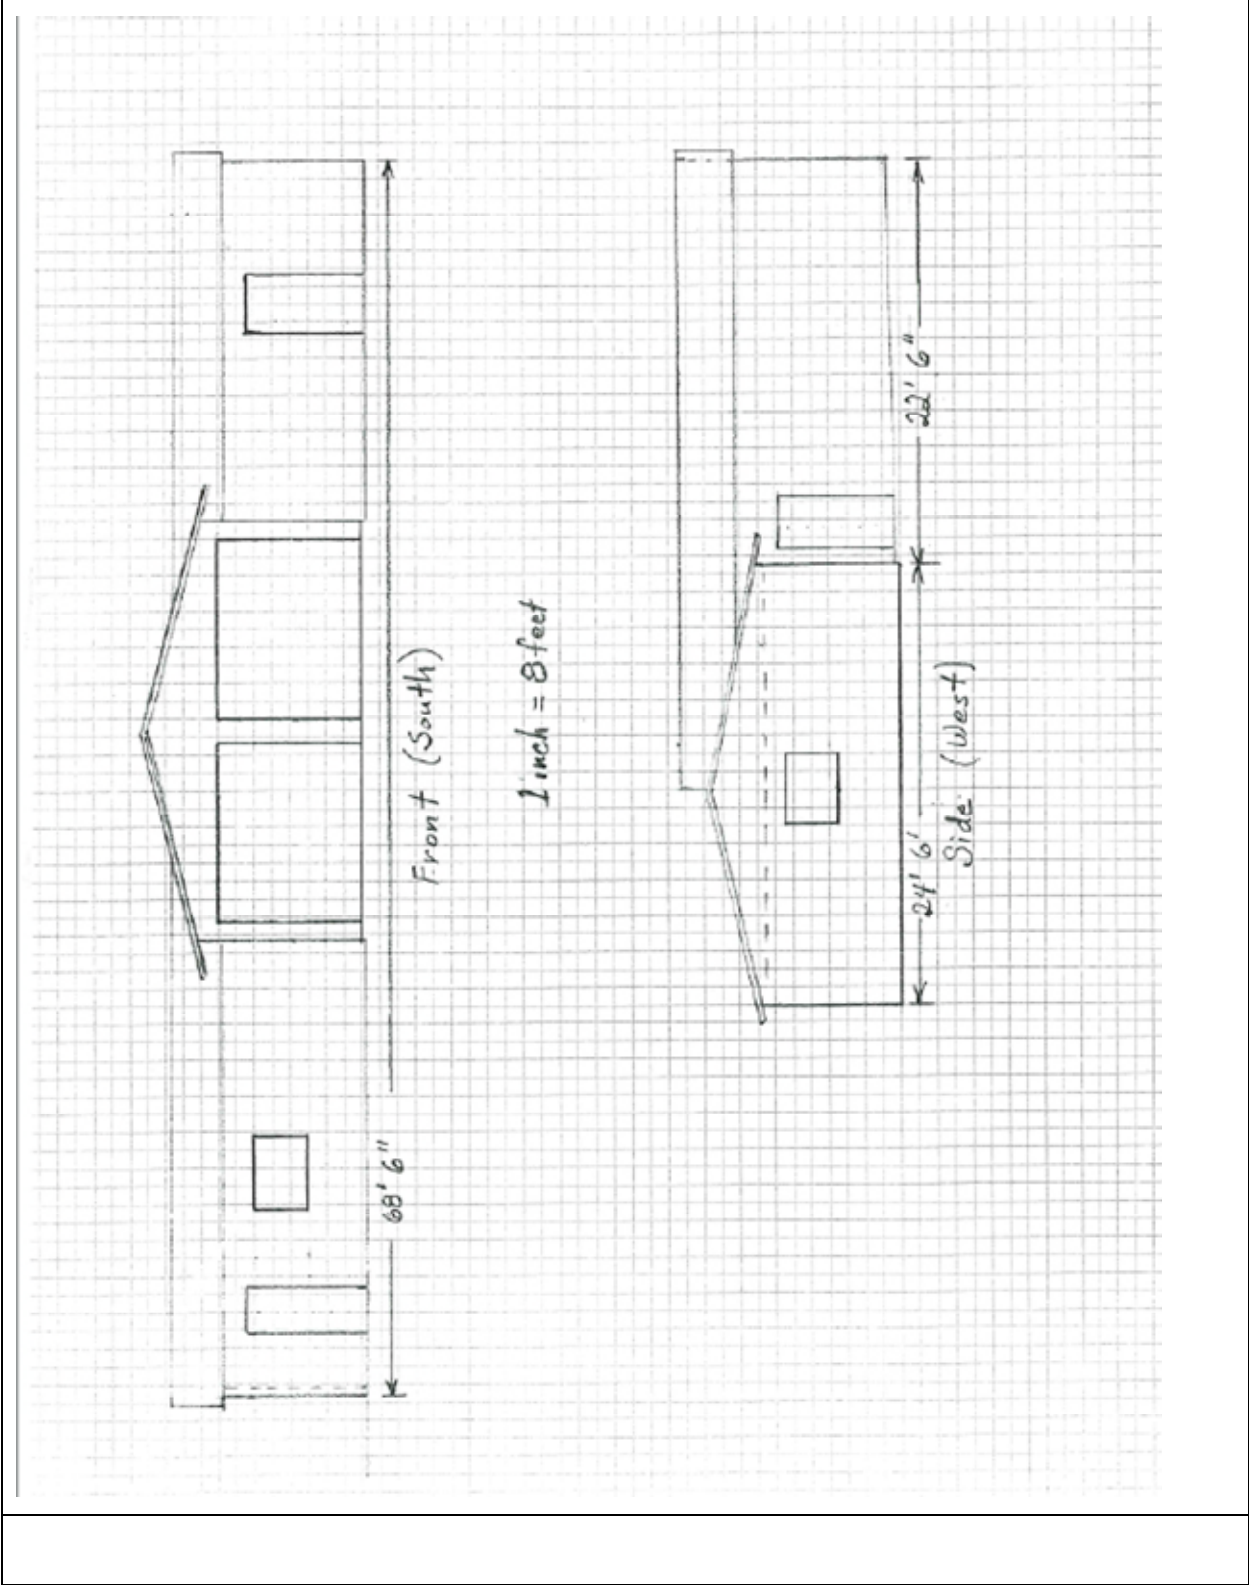 68' 6"
Front (South)
1 inch = 8 feet
24' 6'
22' 6"
Side (West)